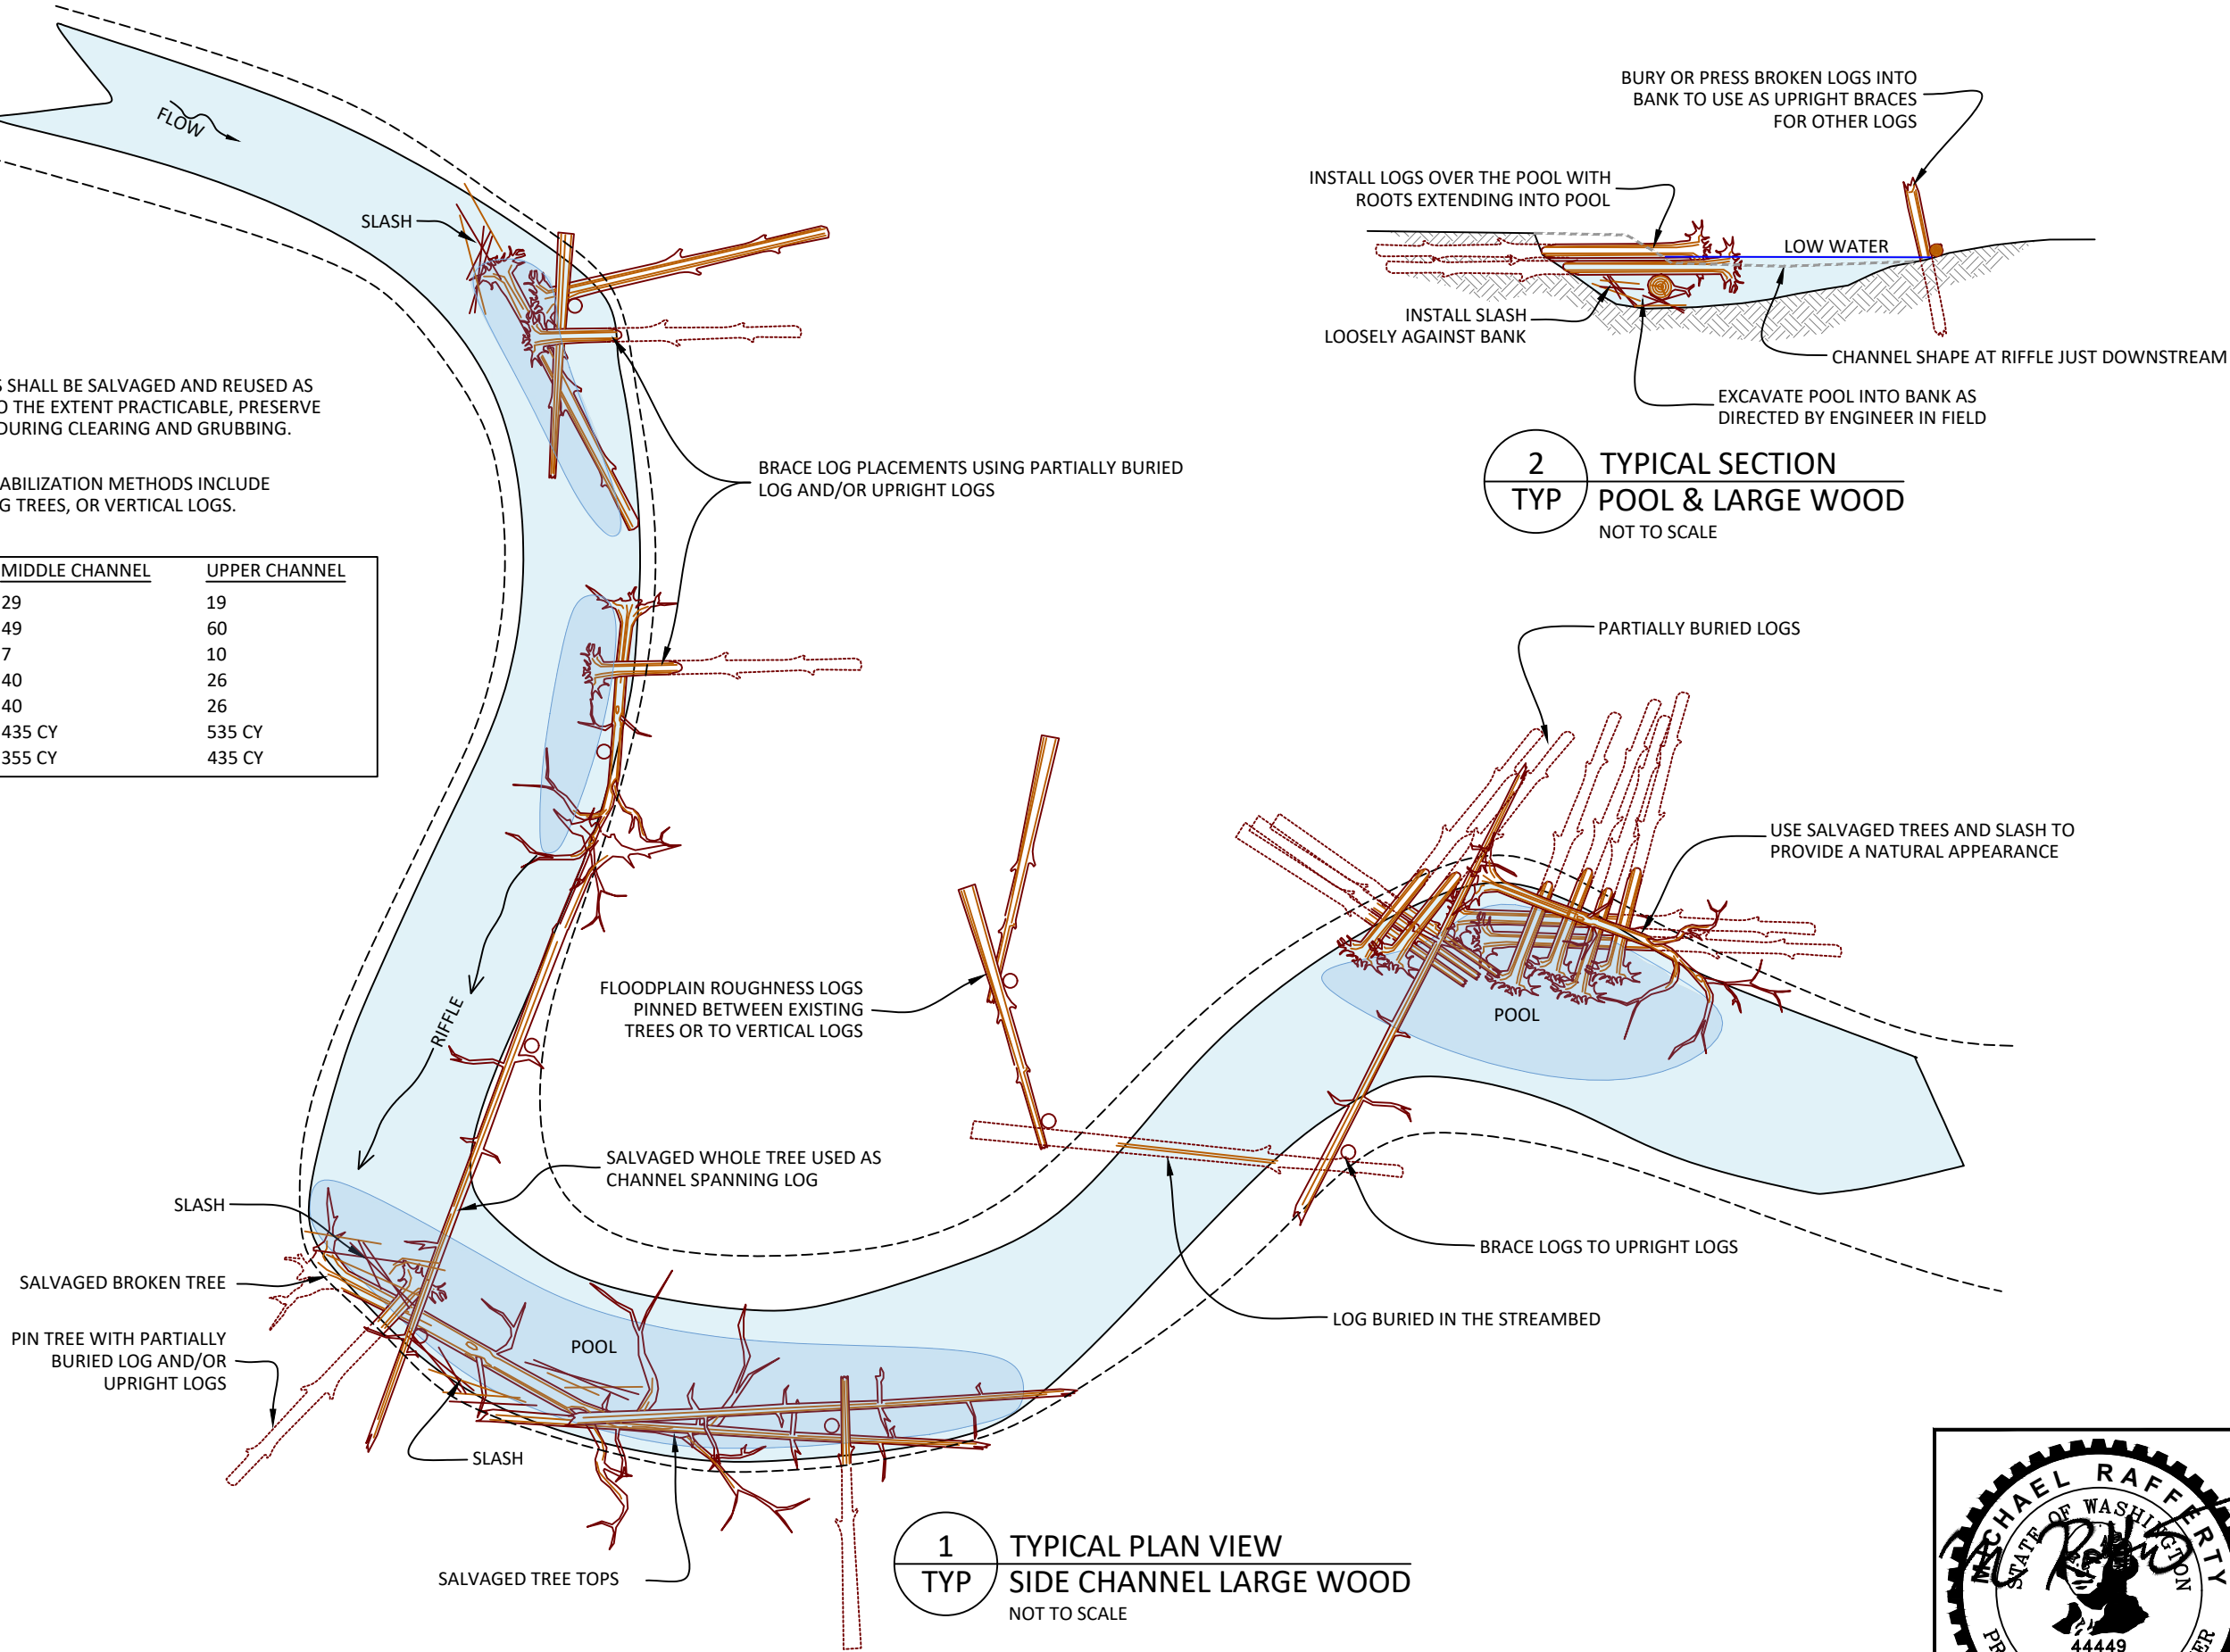 FLOW
SLASH
S SHALL BE SALVAGED AND REUSED AS
O THE EXTENT PRACTICABLE, PRESERVE
DURING CLEARING AND GRUBBING.
ABILIZATION METHODS INCLUDE
G TREES, OR VERTICAL LOGS.
MIDDLE CHANNEL UPPER CHANNEL
29 19
49 60
7 10
40 26
40 26
435 CY 535 CY
355 CY 435 CY
BRACE LOG PLACEMENTS USING PARTIALLY BURIED
LOG AND/OR UPRIGHT LOGS
BURY OR PRESS BROKEN LOGS INTO
BANK TO USE AS UPRIGHT BRACES
FOR OTHER LOGS
INSTALL LOGS OVER THE POOL WITH
ROOTS EXTENDING INTO POOL
LOW WATER
INSTALL SLASH
LOOSELY AGAINST BANK
CHANNEL SHAPE AT RIFFLE JUST DOWNSTREAM
EXCAVATE POOL INTO BANK AS
DIRECTED BY ENGINEER IN FIELD
2
TYP
TYPICAL SECTION
POOL & LARGE WOOD
NOT TO SCALE
PARTIALLY BURIED LOGS
USE SALVAGED TREES AND SLASH TO
PROVIDE A NATURAL APPEARANCE
POOL
FLOODPLAIN ROUGHNESS LOGS
PINNED BETWEEN EXISTING
TREES OR TO VERTICAL LOGS
RIFFLE
SALVAGED WHOLE TREE USED AS
CHANNEL SPANNING LOG
SLASH
SALVAGED BROKEN TREE
PIN TREE WITH PARTIALLY
BURIED LOG AND/OR
UPRIGHT LOGS
POOL
BRACE LOGS TO UPRIGHT LOGS
LOG BURIED IN THE STREAMBED
SLASH
SALVAGED TREE TOPS
1
TYP
TYPICAL PLAN VIEW
SIDE CHANNEL LARGE WOOD
NOT TO SCALE
MICHAEL RAFFERTY
STATE OF WASHINGTON
44449